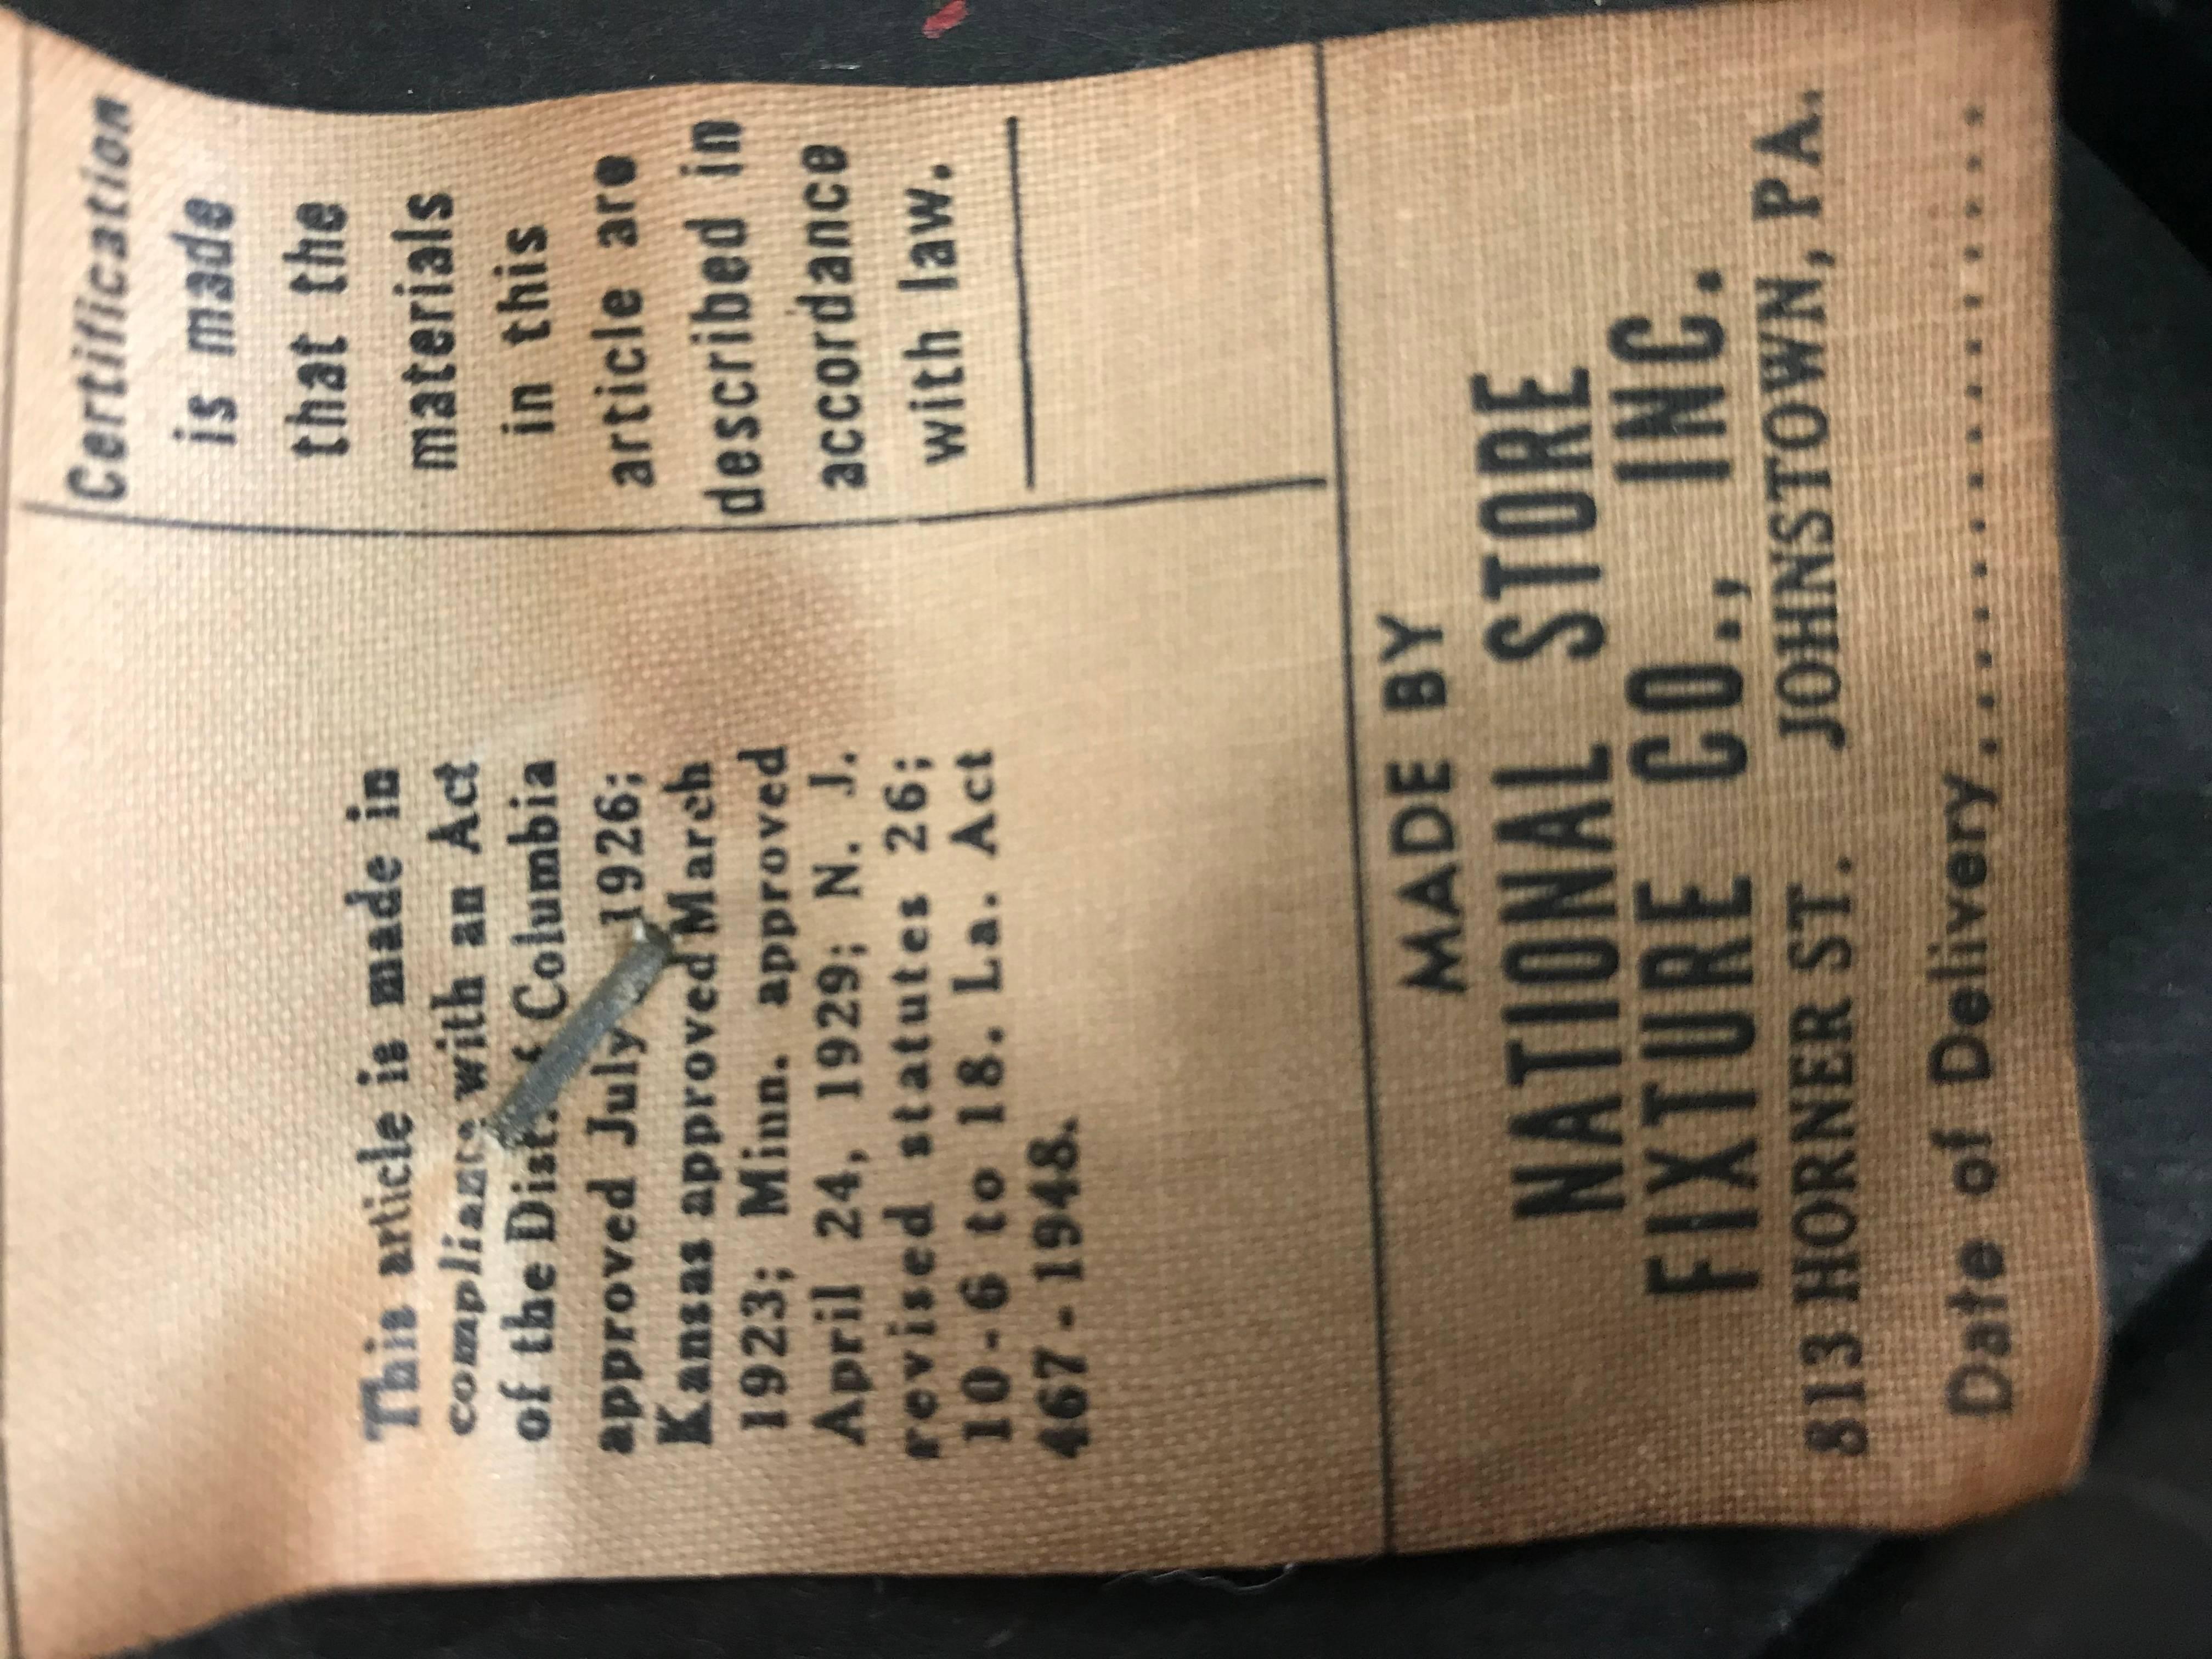 This article is made in
compliance with an Act
of the Dist. of Columbia
approved July 1926;
Kansas approved March
1923; Minn. approved
April 24, 1929; N. J.
revised statutes 26;
10-6 to 18. La. Act
467-1948.
Certification
is made
that the
materials
in this
article are
described in
accordance
with law.
MADE BY
NATIONAL STORE
FIXTURE CO., INC.
813 HORNER ST. JOHNSTOWN, PA.
Date of Delivery....................